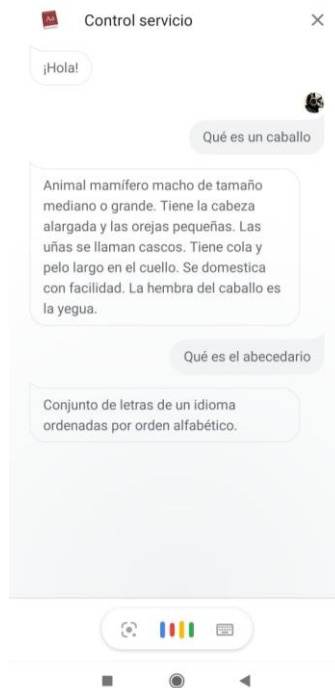 Aa
Control servicio
¡Hola!
Qué es un caballo
Animal mamífero macho de tamaño
mediano o grande. Tiene la cabeza
alargada y las orejas pequeñas. Las
uñas se llaman cascos. Tiene cola y
pelo largo en el cuello. Se domestica
con facilidad. La hembra del caballo es
la yegua.
Qué es el abecedario
Conjunto de letras de un idioma
ordenadas por orden alfabético.